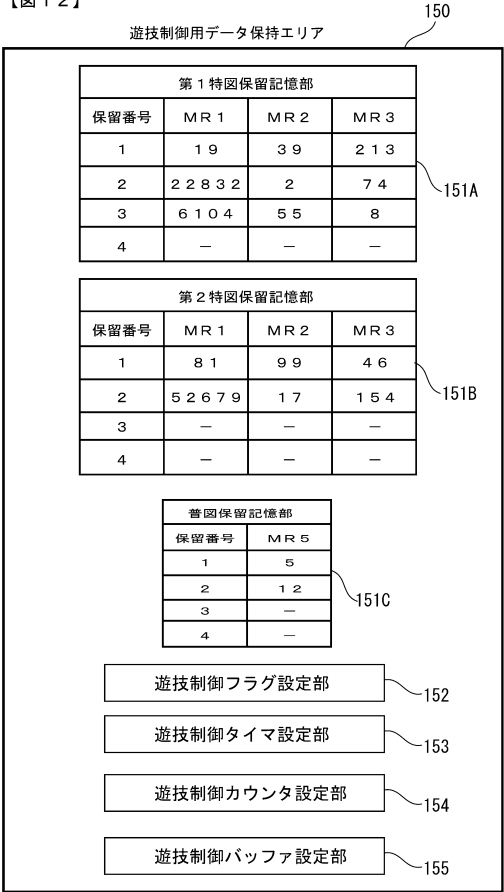 【図１２】
150
遊技制御用データ保持エリア
第１特図保留記憶部
保留番号 ＭＲ１ ＭＲ２ ＭＲ３
１ １９ ３９ ２１３
２ ２２８３２ ２ ７４
３ ６１０４ ５５ ８
４ － － －
151A
第２特図保留記憶部
保留番号 ＭＲ１ ＭＲ２ ＭＲ３
１ ８１ ９９ ４６
２ ５２６７９ １７ １５４
３ － － －
４ － － －
151B
普図保留記憶部
保留番号 ＭＲ５
１ ５
２ １２
３ －
４ －
151C
遊技制御フラグ設定部 152
遊技制御タイマ設定部 153
遊技制御カウンタ設定部 154
遊技制御バッファ設定部 155